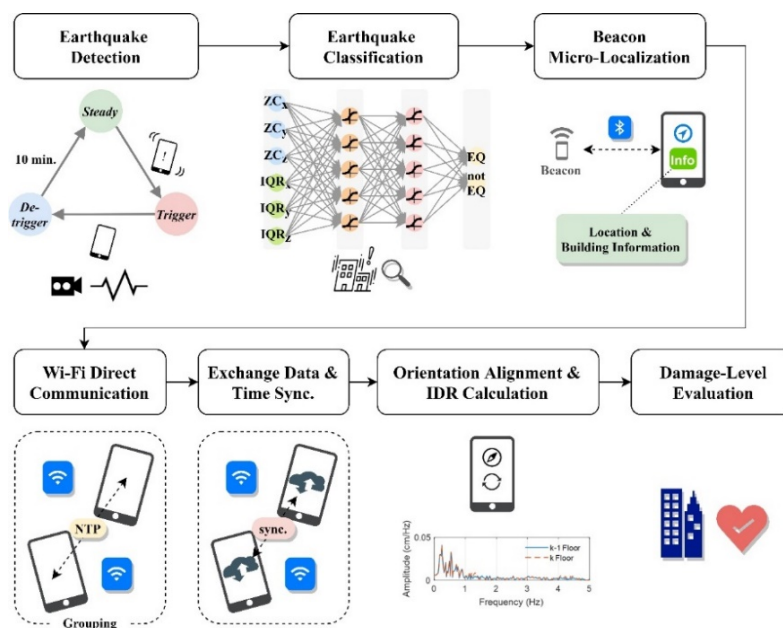 Earthquake
Detection
Earthquake
Classification
Beacon
Micro-Localization
Steady
10 min.
!
De-
trigger
Trigger
ZCx
ZCy
ZCz
IQRx
IQRy
IQRz
EQ
not
EQ
!
Beacon
Info
Location &
Building Information
Wi-Fi Direct
Communication
Exchange Data &
Time Sync.
Orientation Alignment &
IDR Calculation
Damage-Level
Evaluation
NTP
Grouping
sync.
Amplitude (cm/Hz)
0.05
0
k-1 Floor
k Floor
0
1
2
3
4
5
Frequency (Hz)